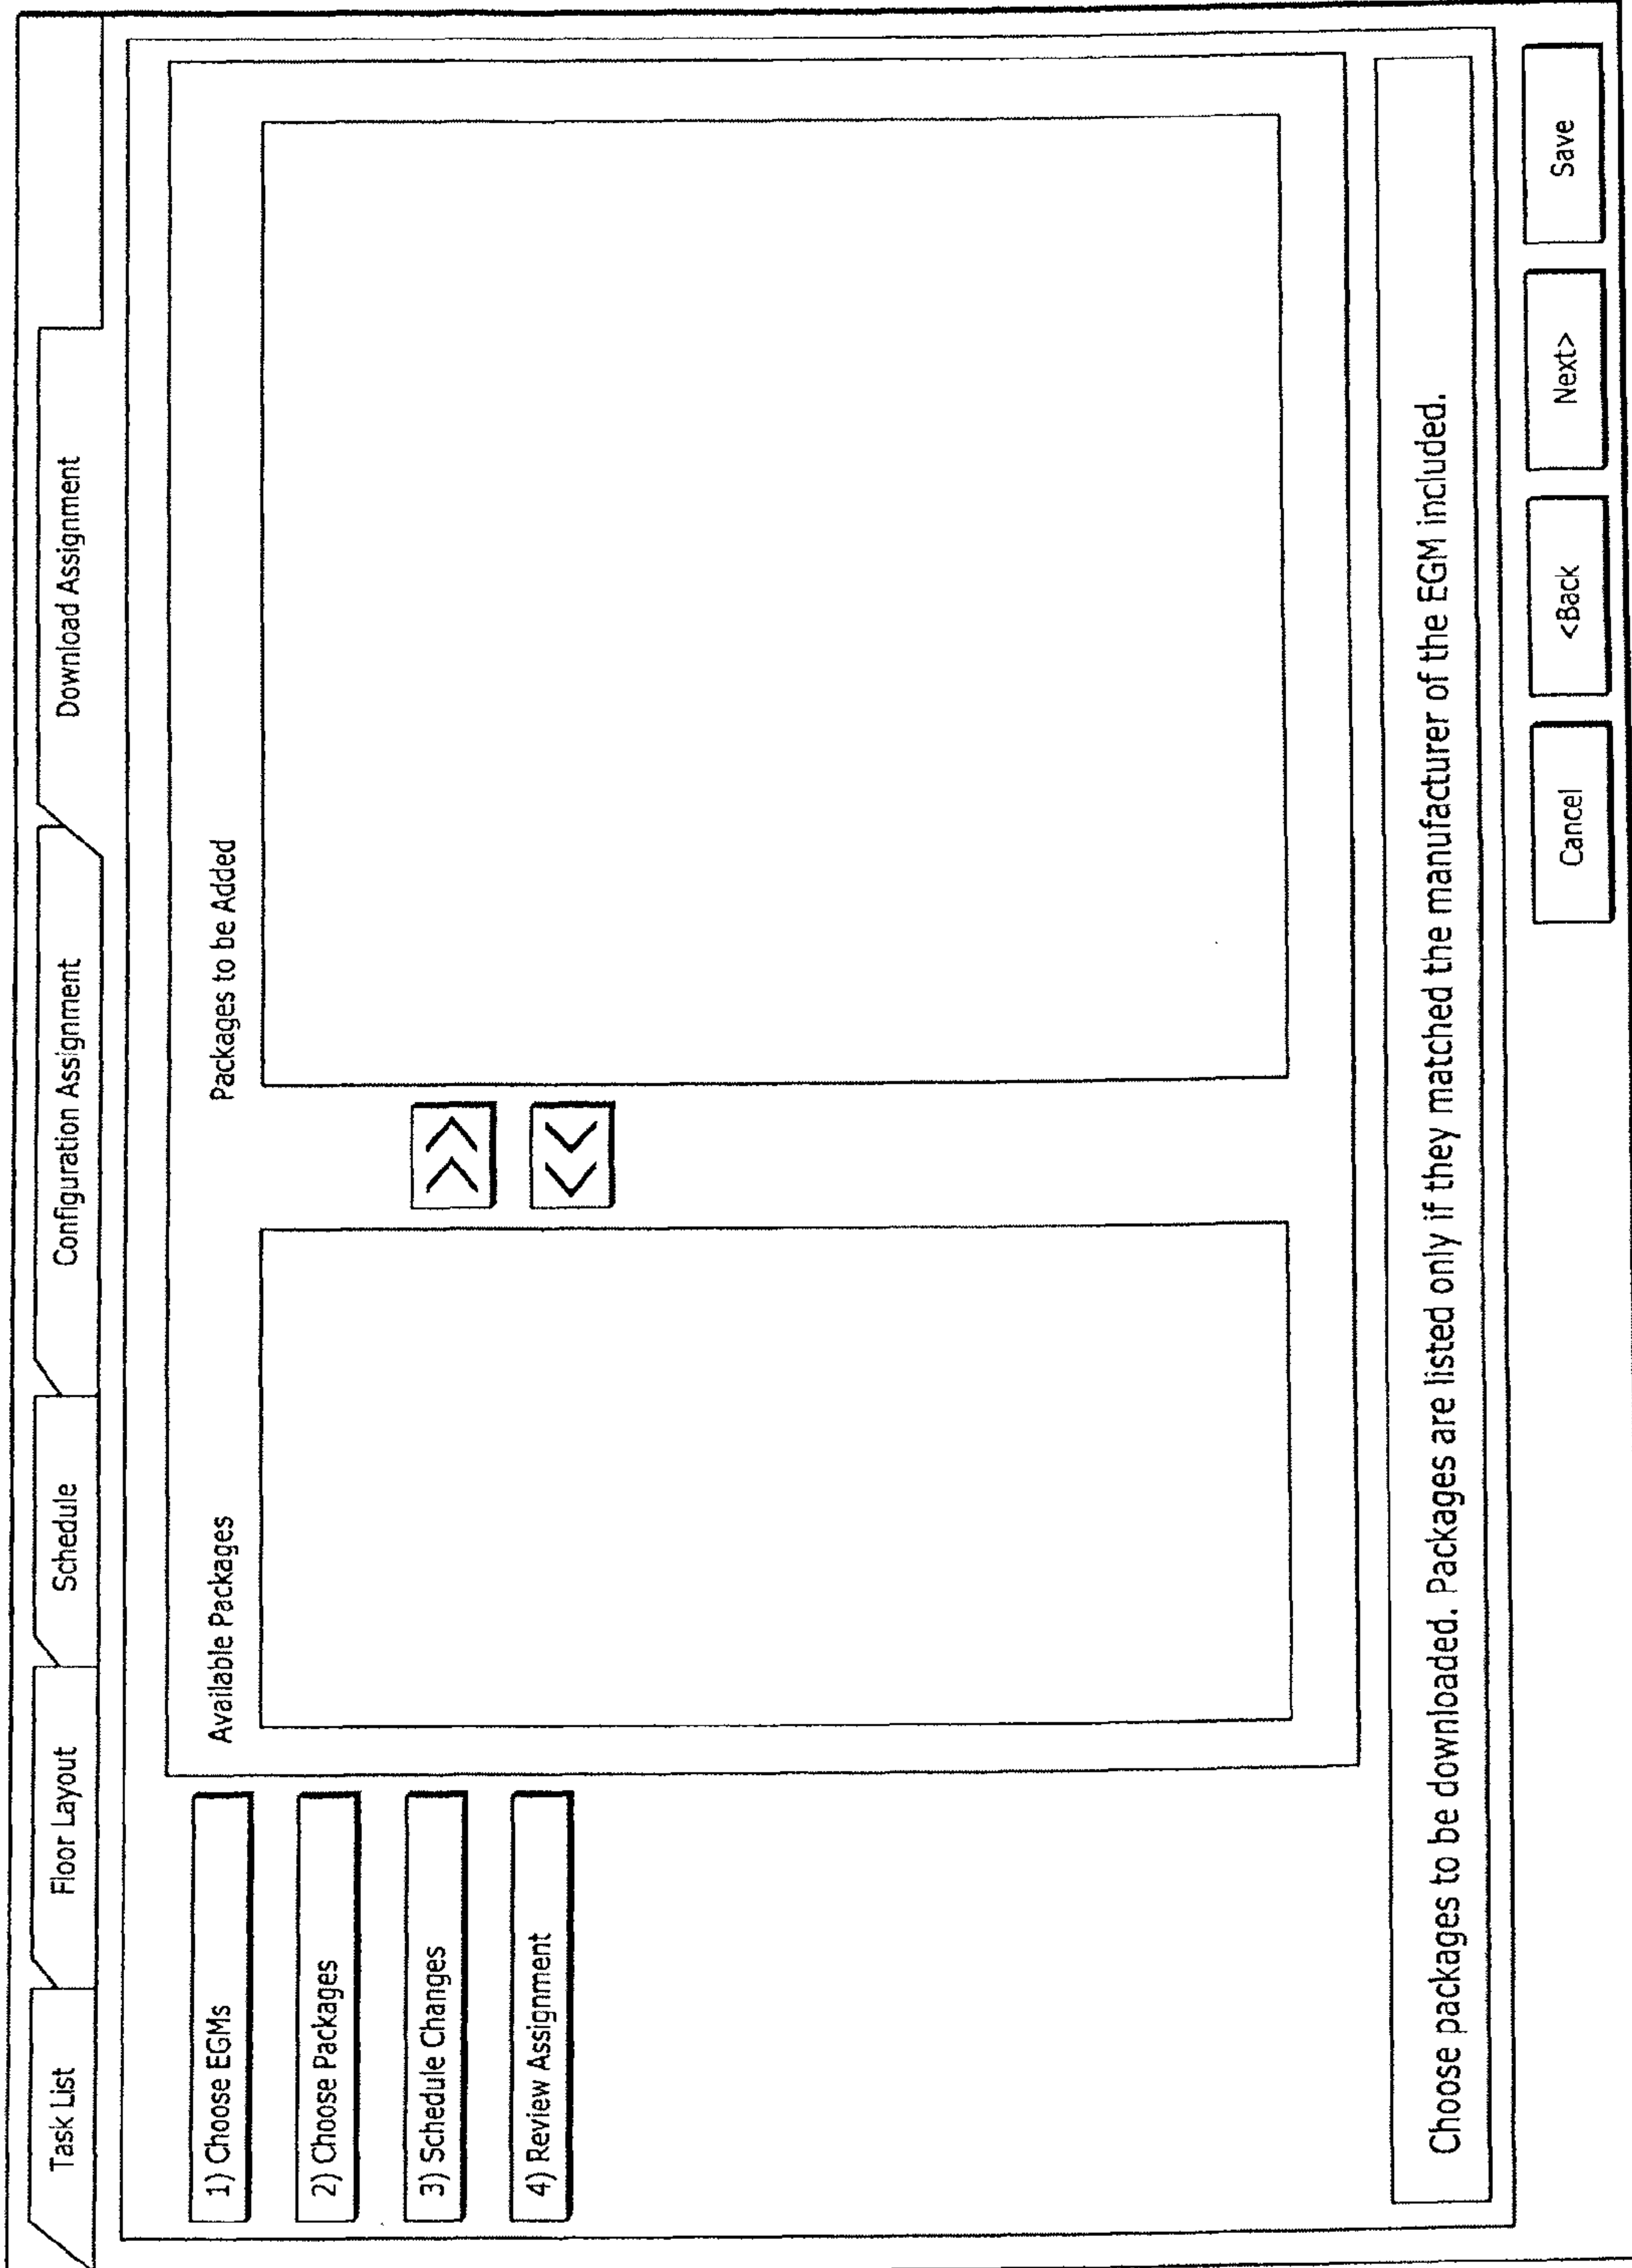 Task List
Floor Layout
Schedule
Configuration Assignment
Download Assignment
1) Choose EGMs
2) Choose Packages
3) Schedule Changes
4) Review Assignment
Available Packages
>>
<<
Packages to be Added
Choose packages to be downloaded. Packages are listed only if they matched the manufacturer of the EGM included.
Cancel
<Back
Next>
Save